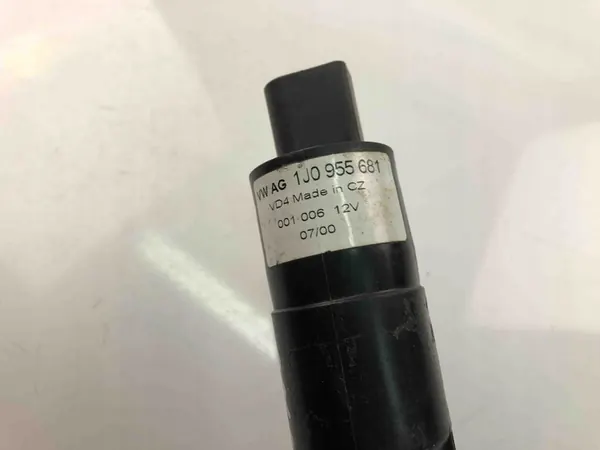 VW AG 1J0 955 681
VD4 Made in CZ
001-006 12V
07/00